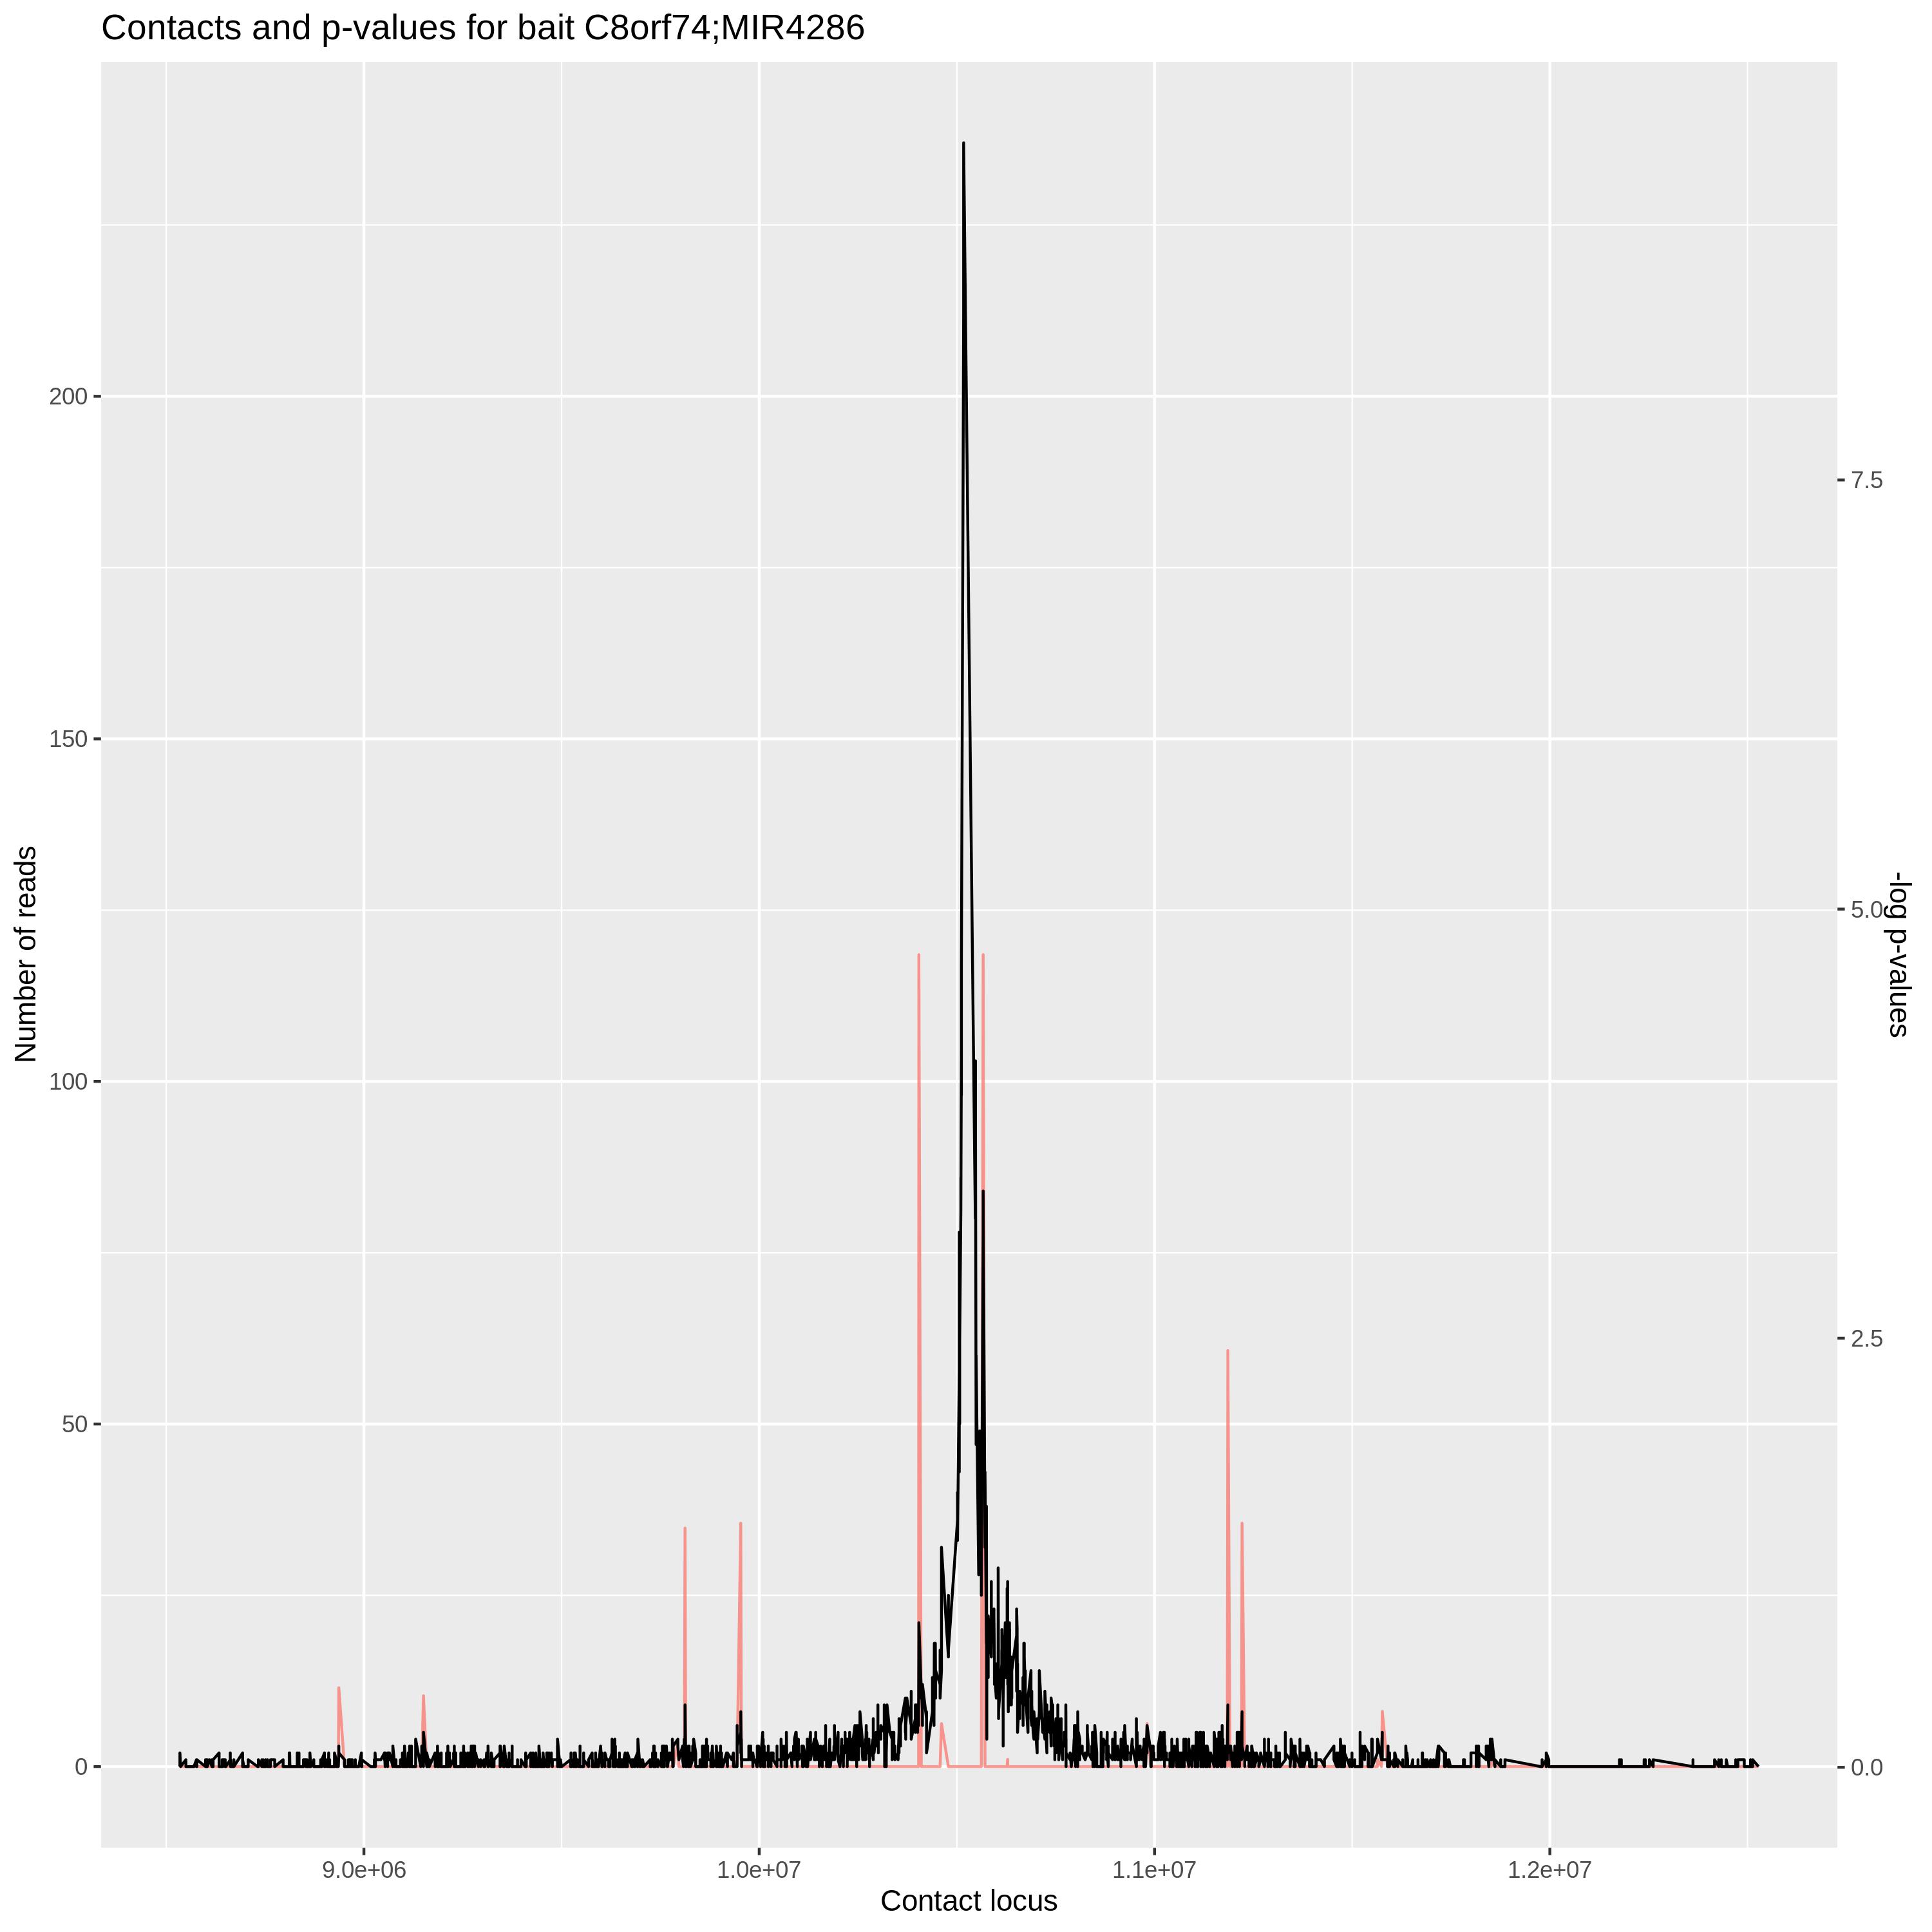 Contacts and p-values for bait C8orf74;MIR4286
Number of reads
200
150
100
50
0
7.5
5.0
2.5
0.0
-log p-values
9.0e+06
1.0e+07
1.1e+07
1.2e+07
Contact locus